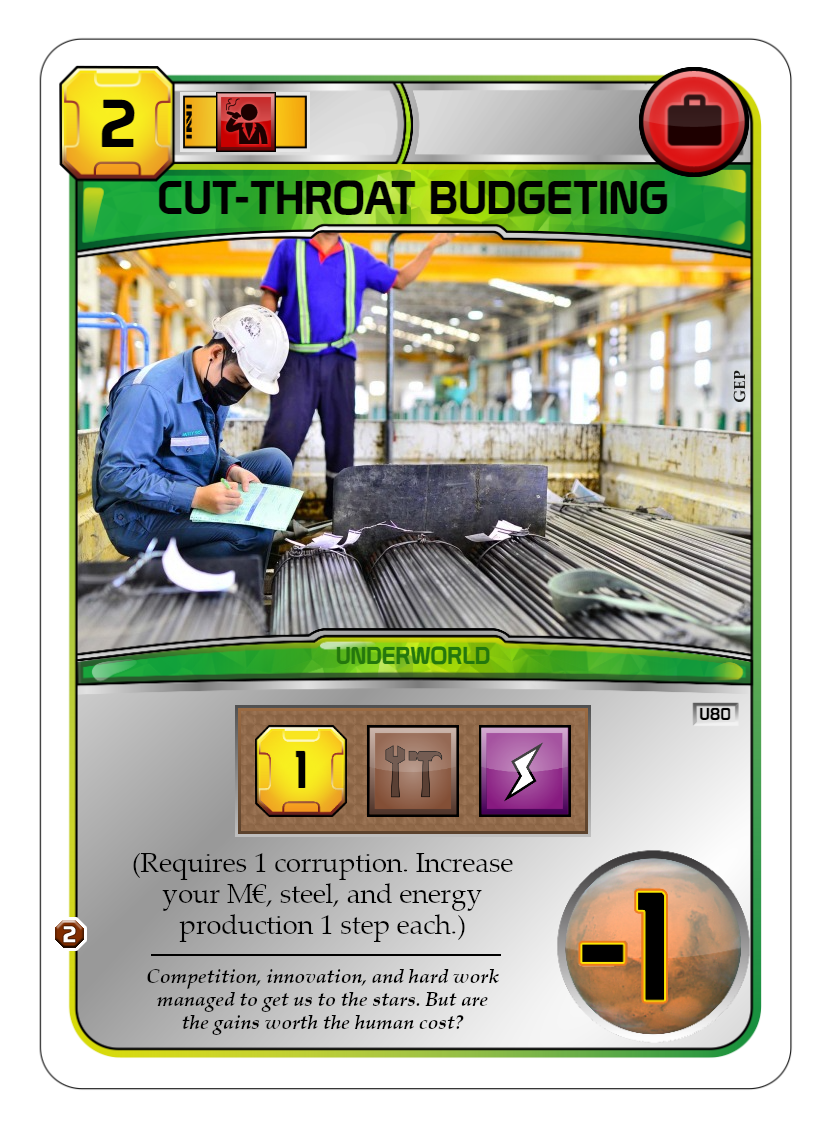 2
CUT-THROAT BUDGETING
GEP
UNDERWORLD
U80
1
(Requires 1 corruption. Increase
your M€, steel, and energy
production 1 step each.)
2
-1
Competition, innovation, and hard work
managed to get us to the stars. But are
the gains worth the human cost?